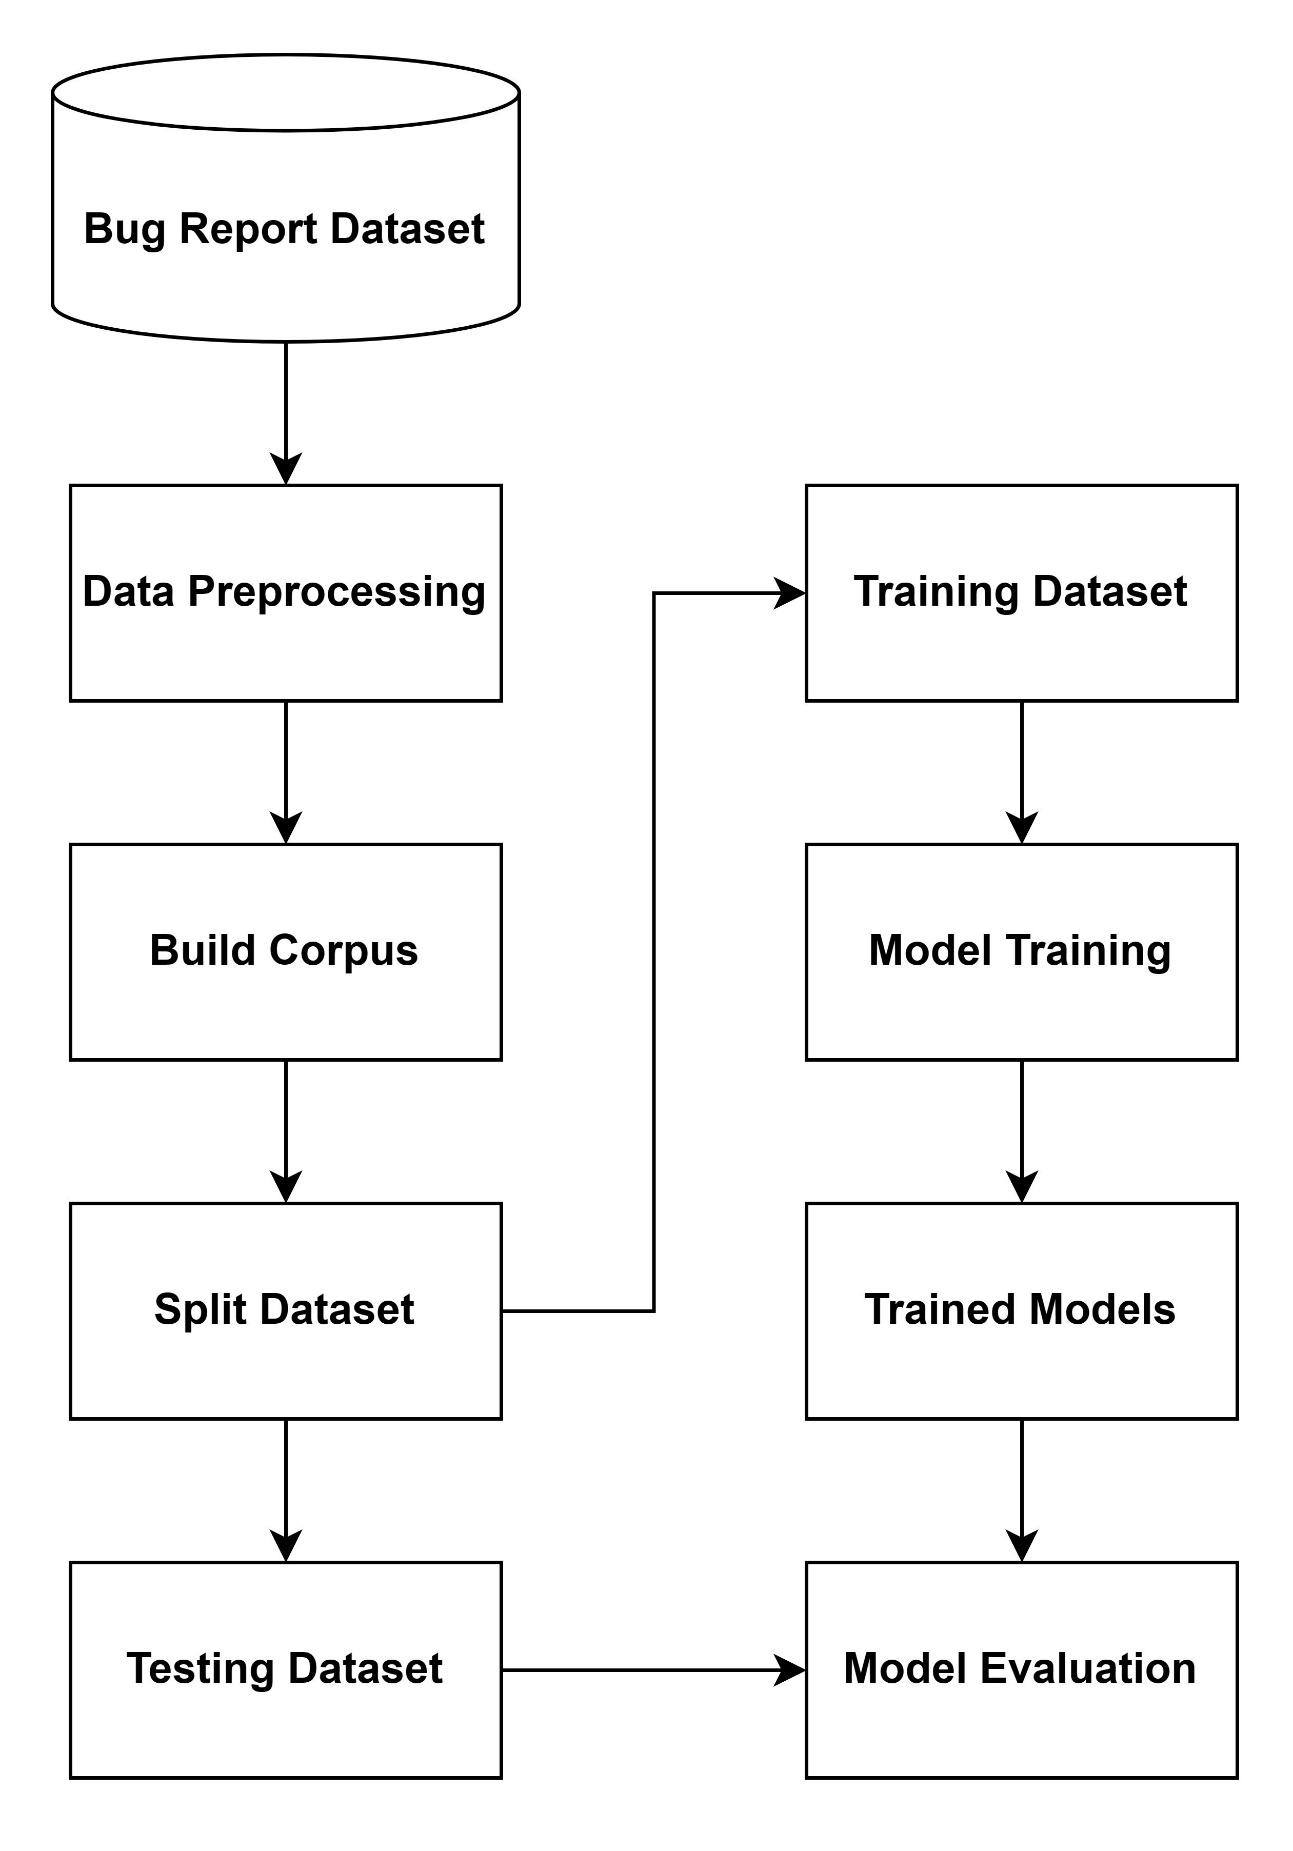 Bug Report Dataset
Data Preprocessing
Build Corpus
Split Dataset
Testing Dataset
Training Dataset
Model Training
Trained Models
Model Evaluation